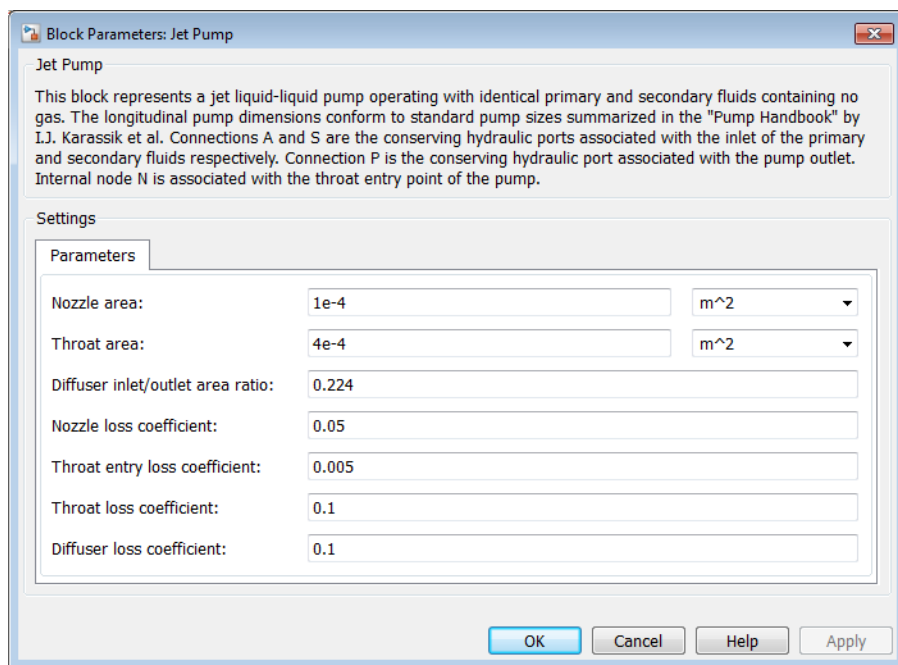 Block Parameters: Jet Pump
Jet Pump
This block represents a jet liquid-liquid pump operating with identical primary and secondary fluids containing no
gas. The longitudinal pump dimensions conform to standard pump sizes summarized in the "Pump Handbook" by
I.J. Karassik et al. Connections A and S are the conserving hydraulic ports associated with the inlet of the primary
and secondary fluids respectively. Connection P is the conserving hydraulic port associated with the pump outlet.
Internal node N is associated with the throat entry point of the pump.
Settings
Parameters
Nozzle area: 1e-4 m^2
Throat area: 4e-4 m^2
Diffuser inlet/outlet area ratio: 0.224
Nozzle loss coefficient: 0.05
Throat entry loss coefficient: 0.005
Throat loss coefficient: 0.1
Diffuser loss coefficient: 0.1
OK Cancel Help Apply